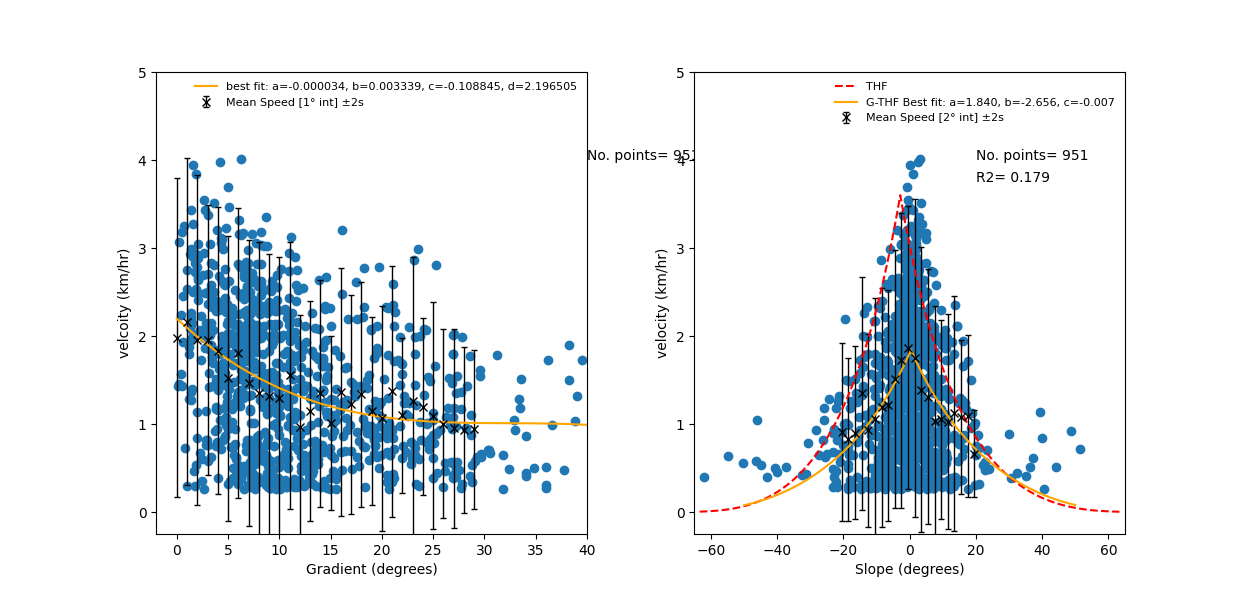 best fit: a=-0.000034, b=0.003339, c=-0.108845, d=2.196505
Mean Speed [1° int] ±2s
No. points= 951
velcoity (km/hr)
5
4
3
2
1
0
0 5 10 15 20 25 30 35 40
Gradient (degrees)
THF
G-THF Best fit: a=1.840, b=-2.656, c=-0.007
Mean Speed [2° int] ±2s
No. points= 951
R2= 0.179
velocity (km/hr)
5
4
3
2
1
0
−60 −40 −20 0 20 40 60
Slope (degrees)